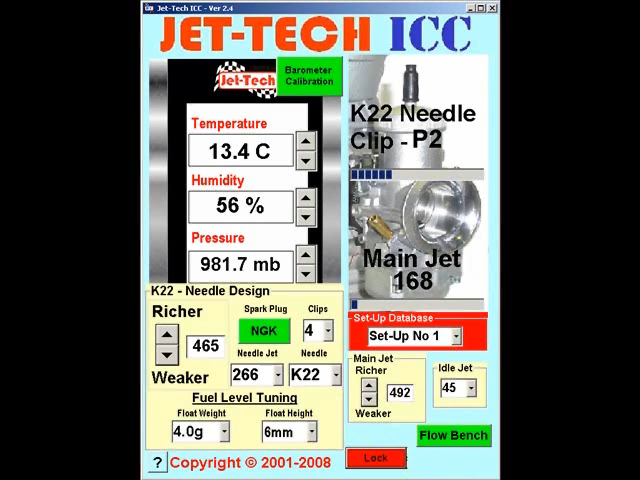 Jet-Tech ICC - Ver 2.4
JET-TECH ICC
Jet-Tech
Barometer
Calibration
Temperature
13.4 C
Humidity
56 %
Pressure
981.7 mb
K22 Needle
Clip - P2
Main Jet
168
K22 - Needle Design
Richer
465
Weaker
Spark Plug
NGK
Clips
4
Needle Jet
266
Needle
K22
Fuel Level Tuning
Float Weight
4.0g
Float Height
6mm
Set-Up Database
Set-Up No 1
Main Jet
Richer
492
Weaker
Idle Jet
45
Flow Bench
? Copyright © 2001-2008
Lock